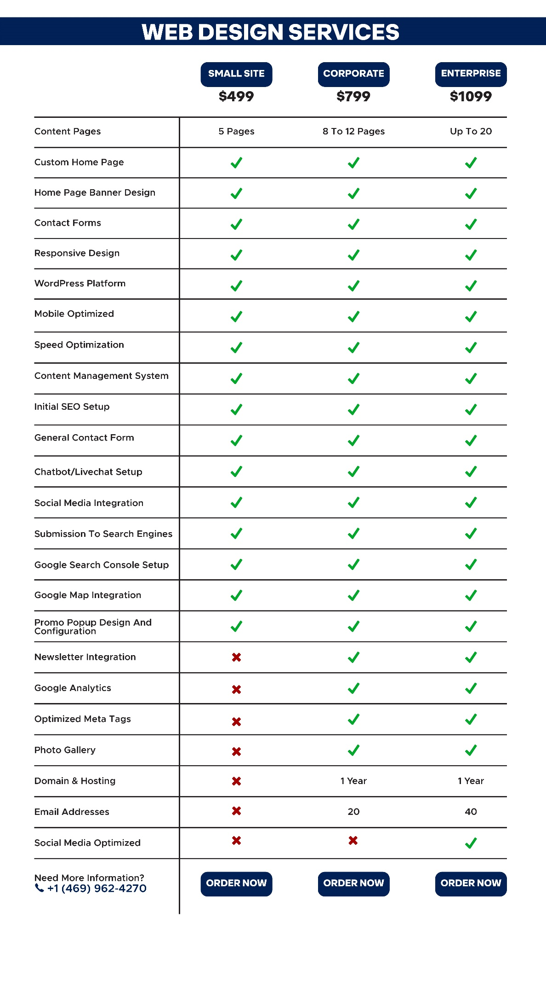 WEB DESIGN SERVICES
SMALL SITE CORPORATE ENTERPRISE
$499 $799 $1099
Content Pages 5 Pages 8 To 12 Pages Up To 20
Custom Home Page
Home Page Banner Design
Contact Forms
Responsive Design
WordPress Platform
Mobile Optimized
Speed Optimization
Content Management System
Initial SEO Setup
General Contact Form
Chatbot/Livechat Setup
Social Media Integration
Submission To Search Engines
Google Search Console Setup
Google Map Integration
Promo Popup Design And
Configuration
Newsletter Integration
Google Analytics
Optimized Meta Tags
Photo Gallery
Domain & Hosting 1 Year 1 Year
Email Addresses 20 40
Social Media Optimized
Need More Information?
+1 (469) 962-4270
ORDER NOW ORDER NOW ORDER NOW